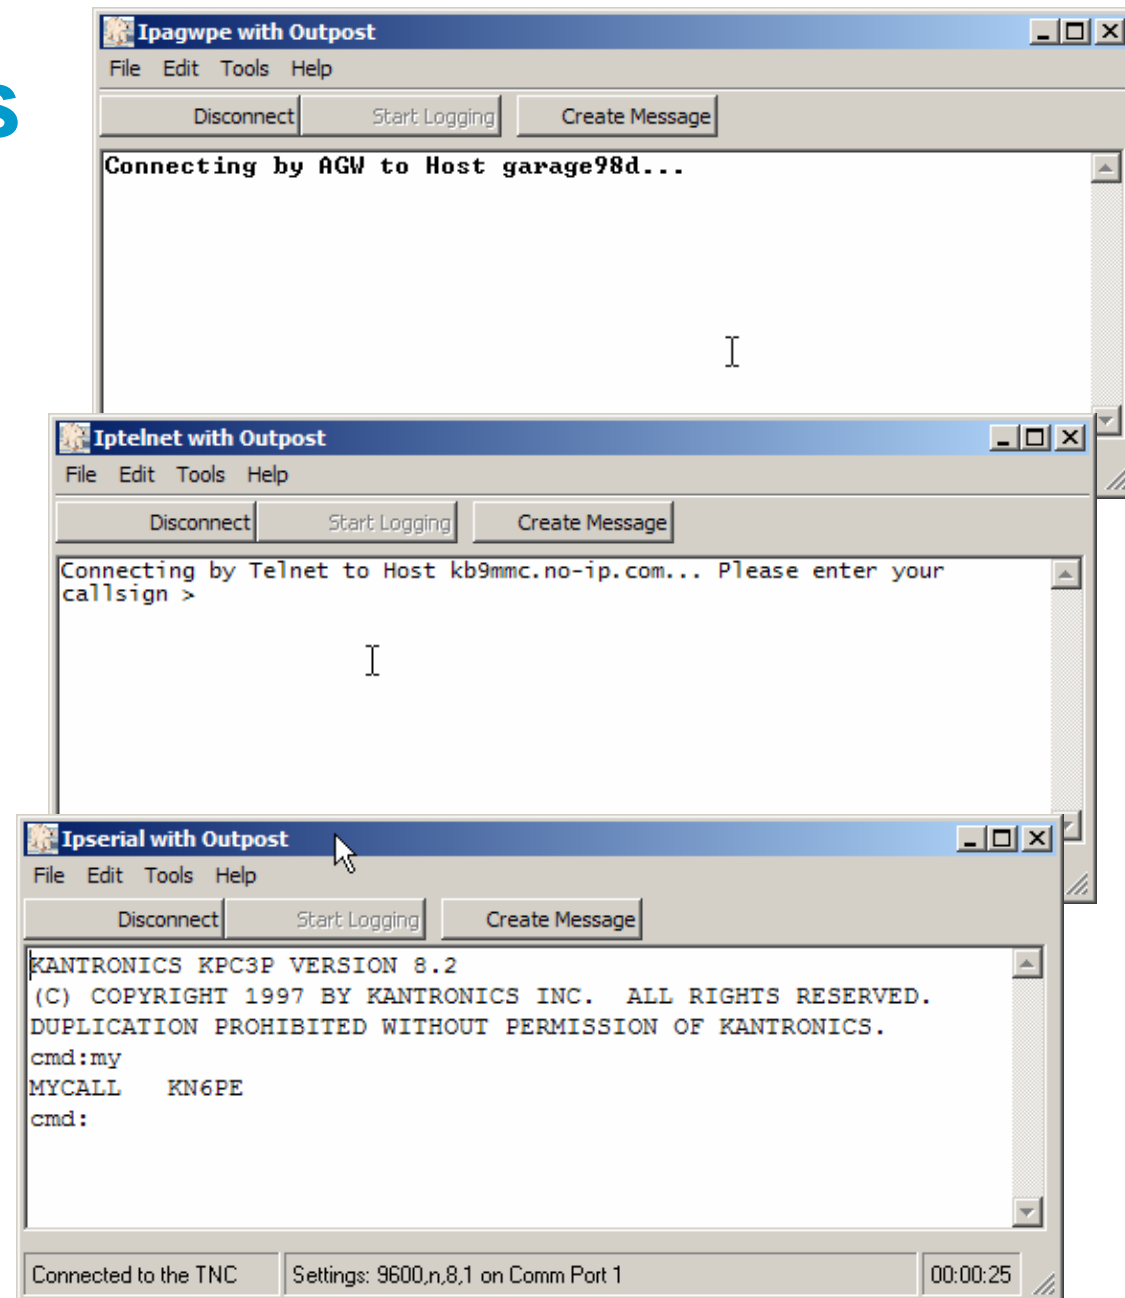 s
Ipagwpe with Outpost
File Edit Tools Help
Disconnect Start Logging Create Message
Connecting by AGW to Host garage98d...
Iptelnet with Outpost
File Edit Tools Help
Disconnect Start Logging Create Message
Connecting by Telnet to Host kb9mmc.no-ip.com... Please enter your
callsign >
Ipserial with Outpost
File Edit Tools Help
Disconnect Start Logging Create Message
KANTRONICS KPC3P VERSION 8.2
(C) COPYRIGHT 1997 BY KANTRONICS INC.  ALL RIGHTS RESERVED.
DUPLICATION PROHIBITED WITHOUT PERMISSION OF KANTRONICS.
cmd:my
MYCALL   KN6PE
cmd:
Connected to the TNC Settings: 9600,n,8,1 on Comm Port 1 00:00:25